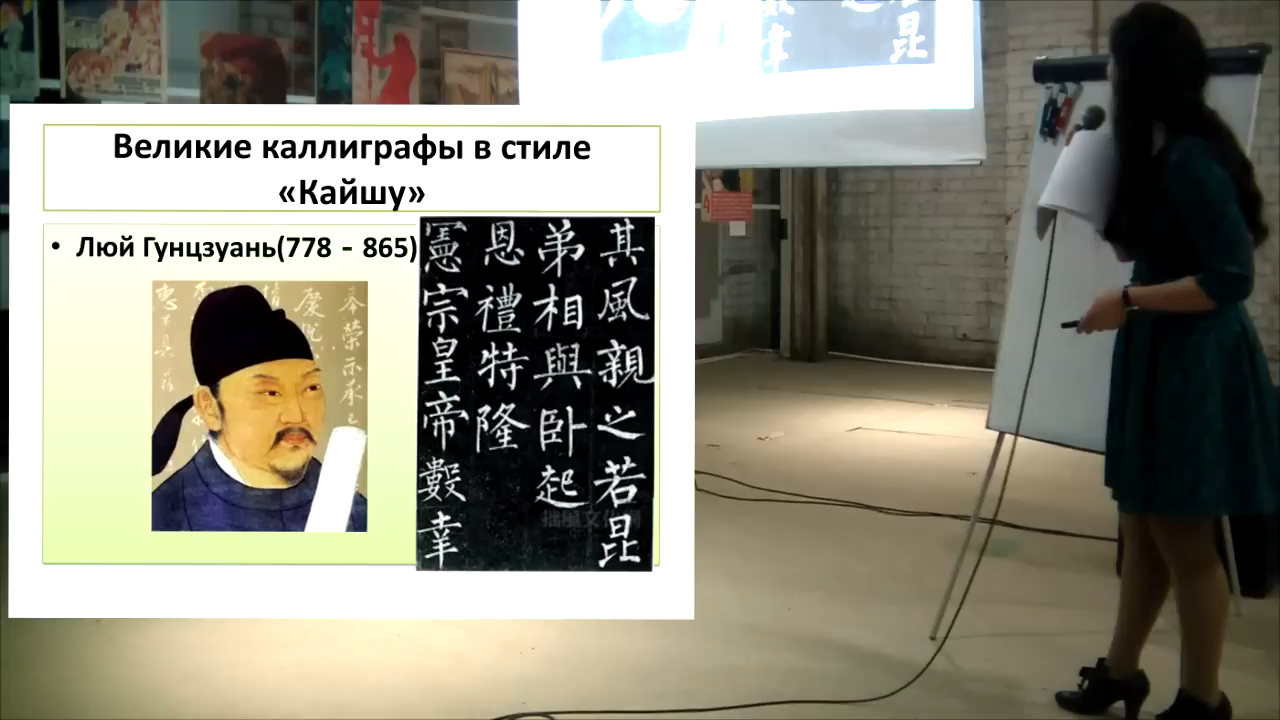 Великие каллиграфы в стиле
«Кайшу»
• Люй Гунцзуань(778 - 865)
其風親之若昆
弟相與臥起
恩禮特隆
憲宗皇帝數幸